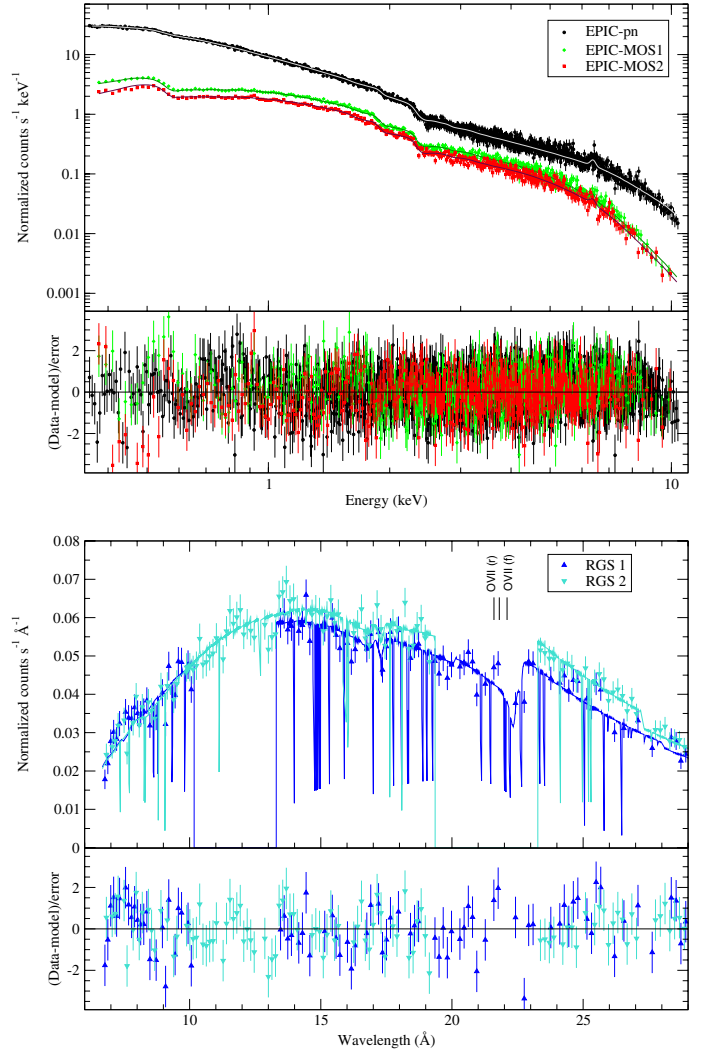 EPIC-pn
EPIC-MOS1
EPIC-MOS2
Normalized counts s⁻¹ keV⁻¹
10
1
0.1
0.01
0.001
(Data-model)/error
2
0
-2
1
10
Energy (keV)
RGS 1
RGS 2
OVII (r)
OVII (f)
Normalized counts s⁻¹ Å⁻¹
0.08
0.07
0.06
0.05
0.04
0.03
0.02
0.01
0
(Data-model)/error
2
0
-2
10
15
20
25
Wavelength (Å)